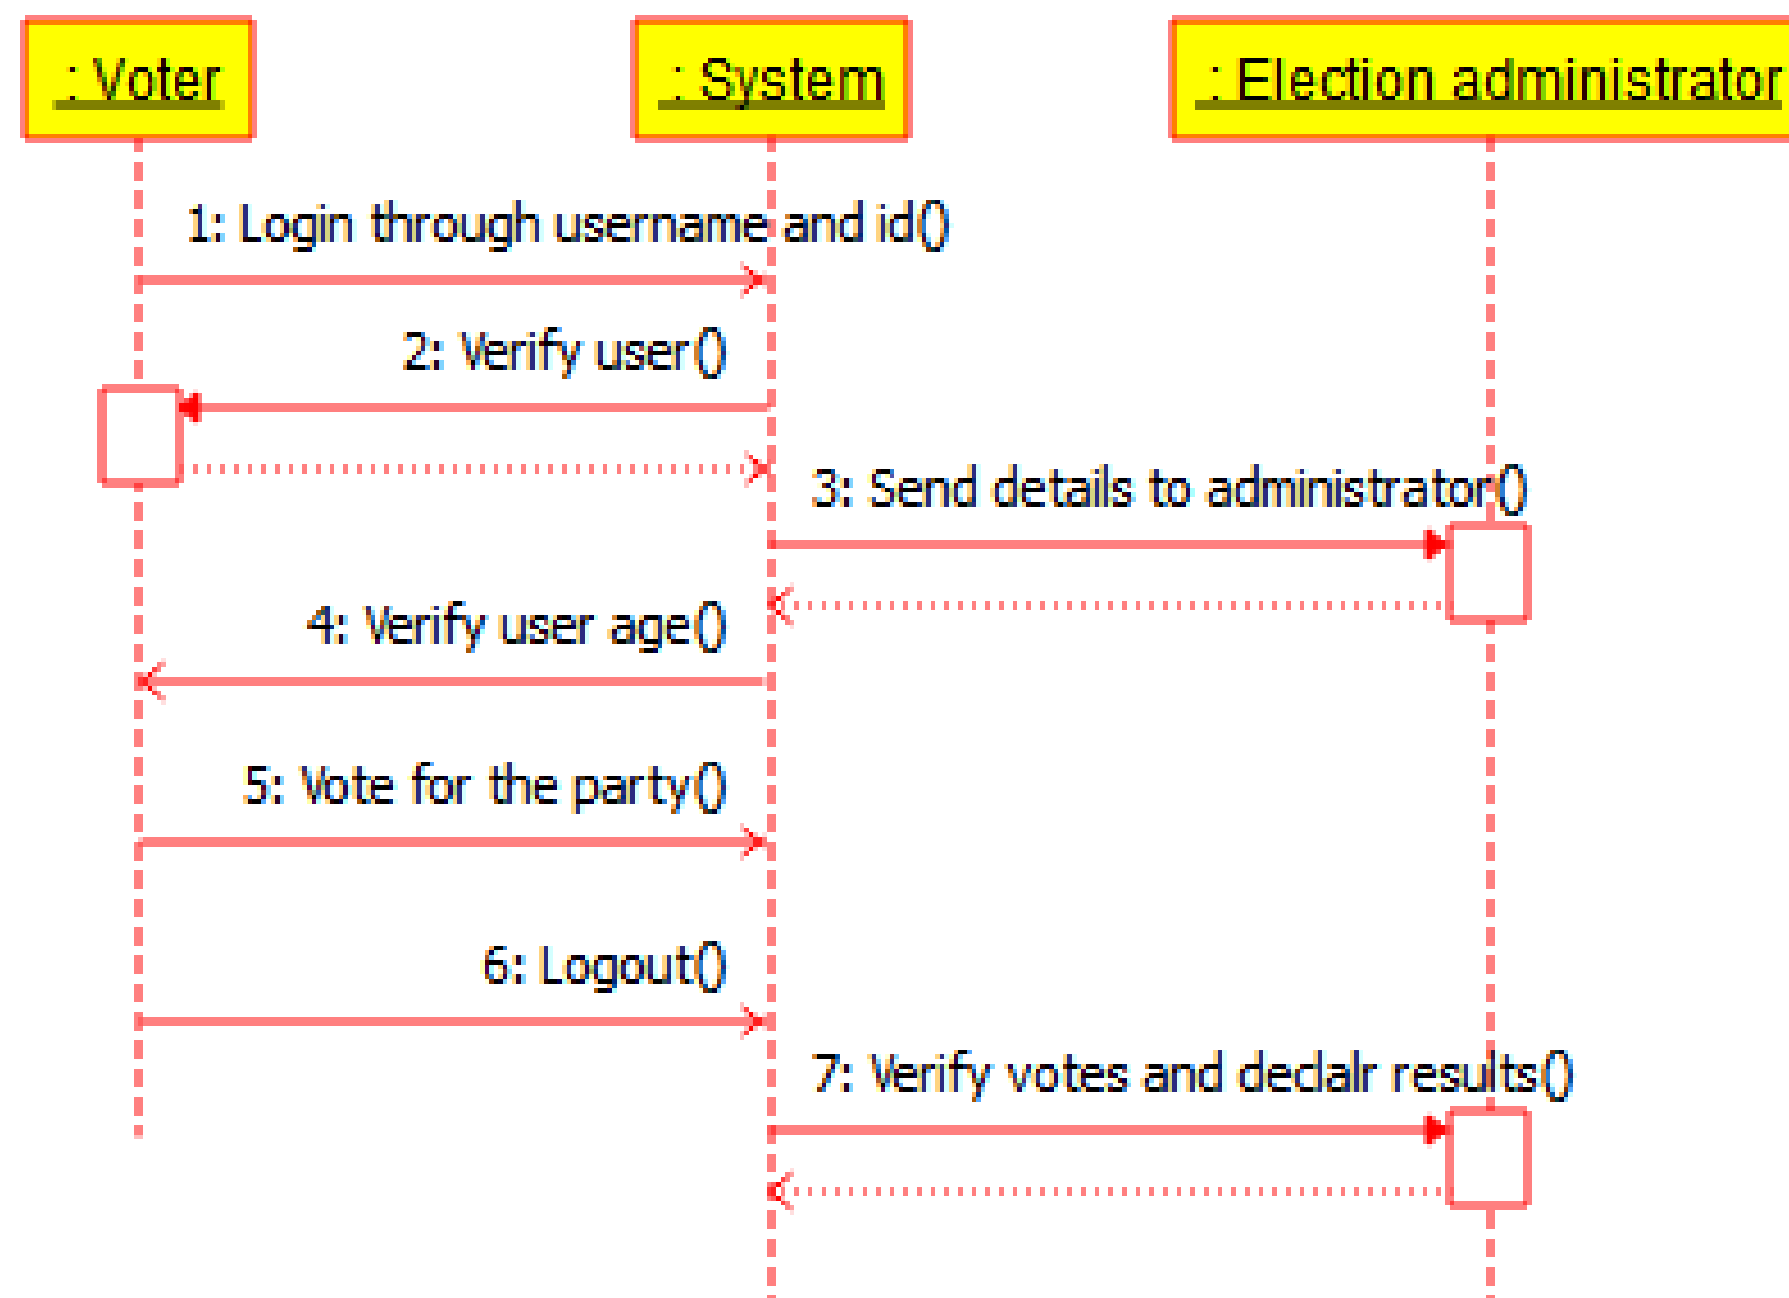 : Voter
: System
: Election administrator
1: Login through username and id()
2: Verify user()
3: Send details to administrator()
4: Verify user age()
5: Vote for the party()
6: Logout()
7: Verify votes and declalr results()